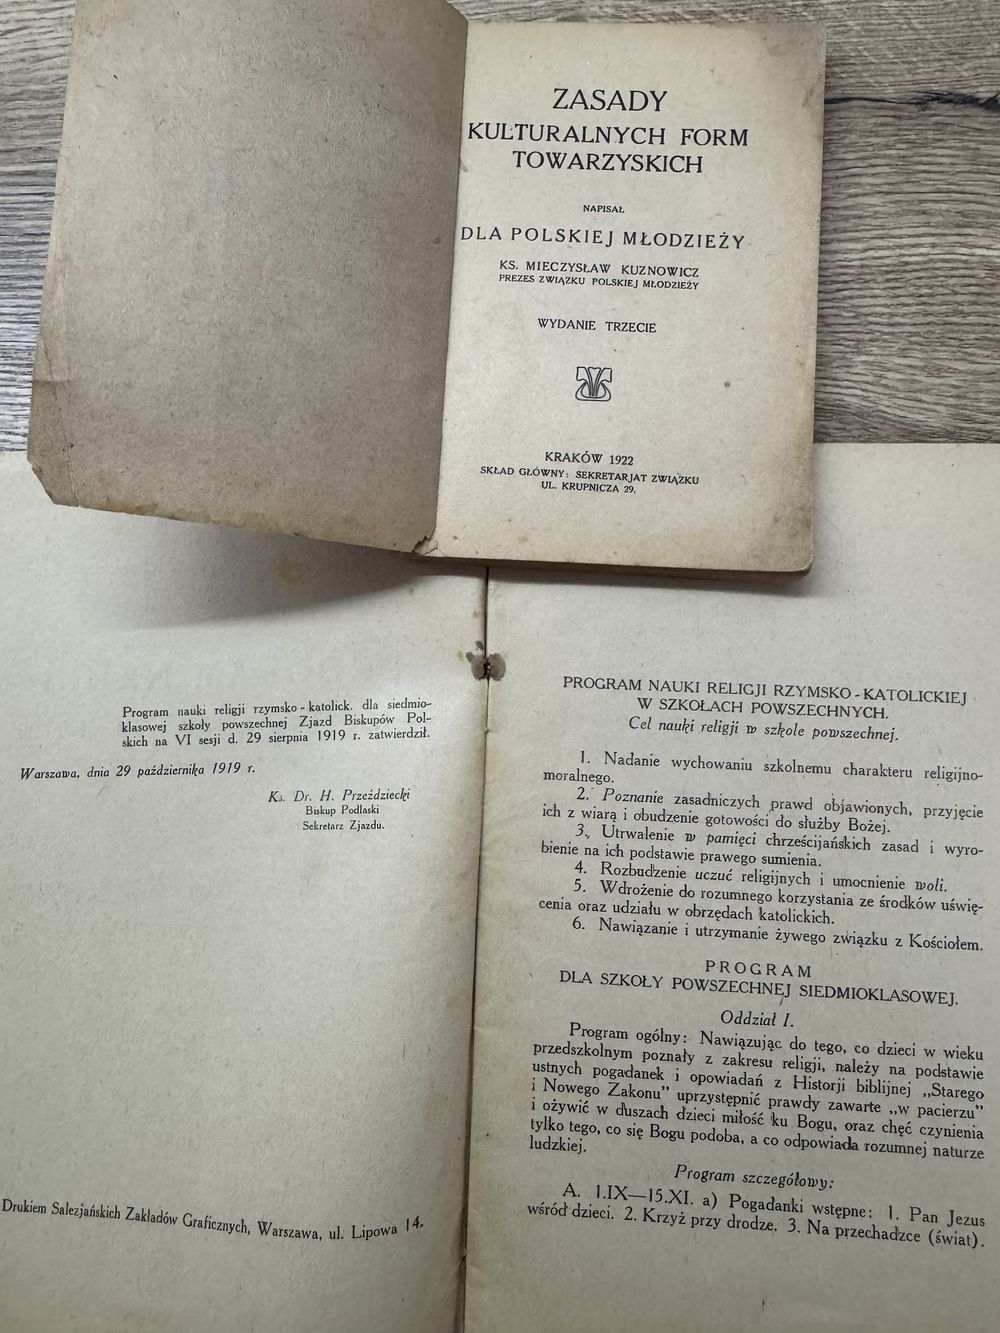 ZASADY
KULTURALNYCH FORM
TOWARZYSKICH
NAPISAŁ
DLA POLSKIEJ MŁODZIEŻY
KS. MIECZYSŁAW KUZNOWICZ
PREZES ZWIĄZKU POLSKIEJ MŁODZIEŻY
WYDANIE TRZECIE
KRAKÓW 1922
SKŁAD GŁÓWNY: SEKRETARJAT ZWIĄZKU
UL. KRUPNICZA 29.
Program nauki religji rzymsko-katolick. dla siedmio-
klasowej szkoły powszechnej Zjazd Biskupów Pol-
skich na VI sesji d. 29 sierpnia 1919 r. zatwierdził.
Warszawa, dnia 29 października 1919 r.
Ks. Dr. H. Przeździecki
Biskup Podlaski
Sekretarz Zjazdu.
Drukiem Salezjańskich Zakładów Graficznych, Warszawa, ul. Lipowa 14.
PROGRAM NAUKI RELIGJI RZYMSKO-KATOLICKIEJ
W SZKOŁACH POWSZECHNYCH.
Cel nauki religji w szkole powszechnej.
1. Nadanie wychowaniu szkolnemu charakteru religijno-
moralnego.
2. Poznanie zasadniczych prawd objawionych, przyjęcie
ich z wiarą i obudzenie gotowości do służby Bożej.
3. Utrwalenie w pamięci chrześcijańskich zasad i wyro-
bienie na ich podstawie prawego sumienia.
4. Rozbudzenie uczuć religijnych i umocnienie woli.
5. Wdrożenie do rozumnego korzystania ze środków uświę-
cenia oraz udziału w obrzędach katolickich.
6. Nawiązanie i utrzymanie żywego związku z Kościołem.
PROGRAM
DLA SZKOŁY POWSZECHNEJ SIEDMIOKLASOWEJ.
Oddział I.
Program ogólny: Nawiązując do tego, co dzieci w wieku
przedszkolnym poznały z zakresu religji, należy na podstawie
ustnych pogadanek i opowiadań z Historji biblijnej „Starego
i Nowego Zakonu" uprzystępnić prawdy zawarte „w pacierzu"
i ożywić w duszach dzieci miłość ku Bogu, oraz chęć czynienia
tylko tego, co się Bogu podoba, a co odpowiada rozumnej naturze
ludzkiej.
Program szczegółowy:
A. 1.IX—15.XI. a) Pogadanki wstępne: 1. Pan Jezus
wśród dzieci. 2. Krzyż przy drodze. 3. Na przechadzce (świat).